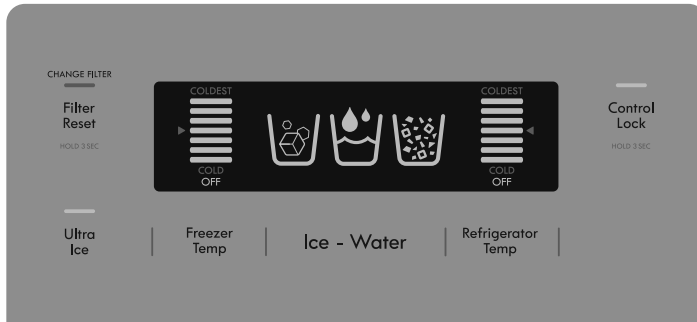 CHANGE FILTER
Filter
Reset
HOLD 3 SEC
Ultra
Ice
COLDEST
COLD
OFF
COLDEST
COLD
OFF
Freezer
Temp
Ice - Water
Refrigerator
Temp
Control
Lock
HOLD 3 SEC